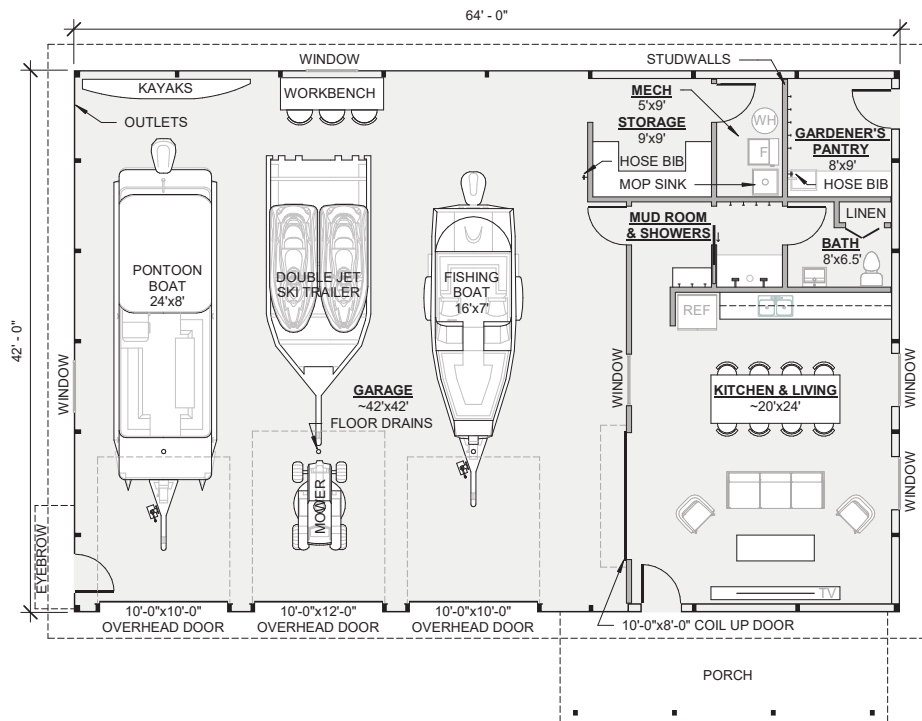 64' - 0"
WINDOW
STUDWALLS
KAYAKS
WORKBENCH
MECH
5'x9'
STORAGE
9'x9'
WH
F
OUTLETS
GARDENER'S
PANTRY
8'x9'
HOSE BIB
MOP SINK
HOSE BIB
MUD ROOM
& SHOWERS
LINEN
BATH
8'x6.5'
PONTOON
BOAT
24'x8'
DOUBLE JET
SKI TRAILER
FISHING
BOAT
16'x7'
REF
42' - 0"
WINDOW
GARAGE
~42'x42'
FLOOR DRAINS
WINDOW
KITCHEN & LIVING
~20'x24'
WINDOW
WINDOW
MOWER
EYEBROW
TV
10'-0"x10'-0"
OVERHEAD DOOR
10'-0"x12'-0"
OVERHEAD DOOR
10'-0"x10'-0"
OVERHEAD DOOR
10'-0"x8'-0" COIL UP DOOR
PORCH